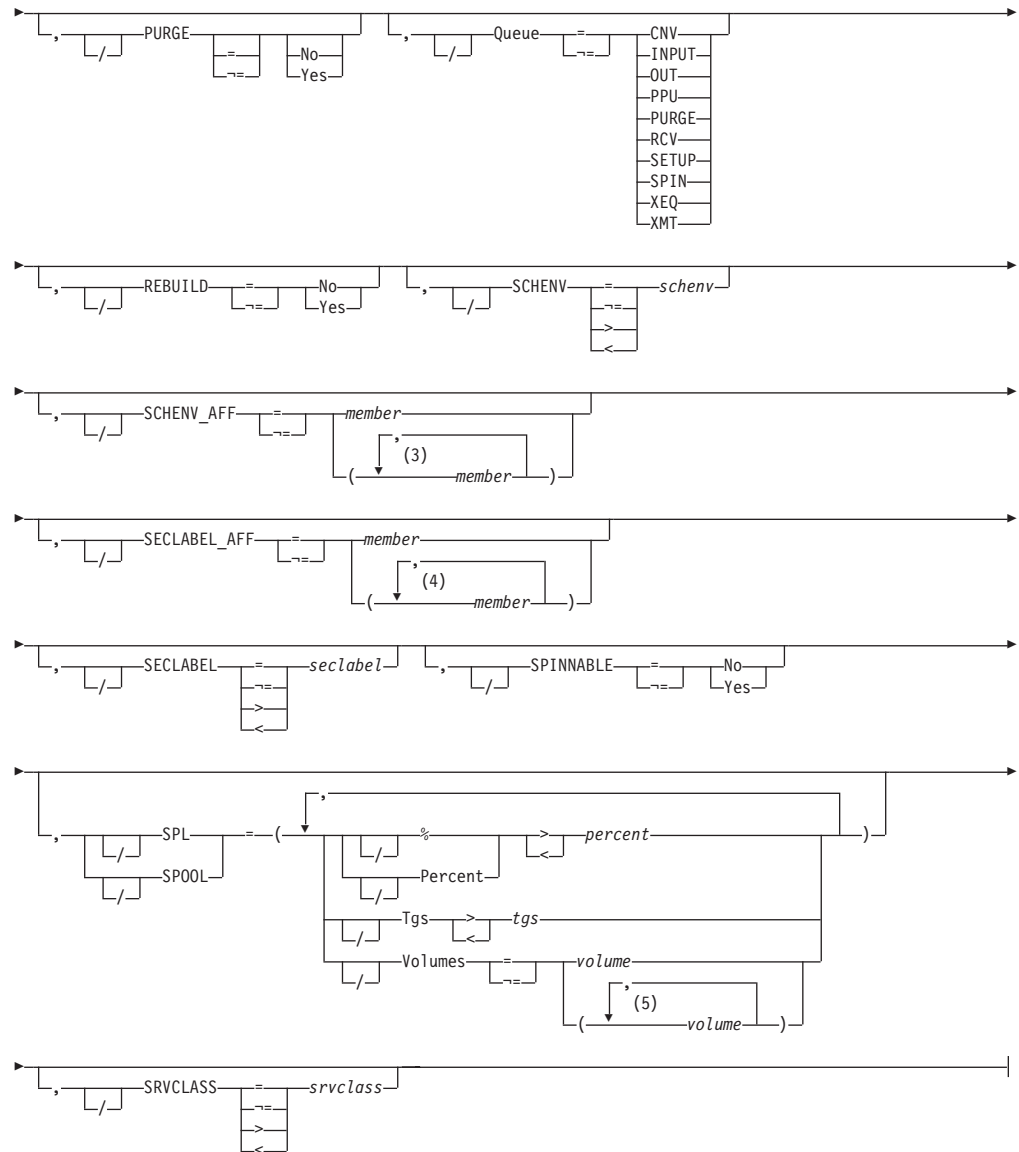 , / PURGE = No , / Queue = CNV
¬= Yes ¬= INPUT
OUT
PPU
PURGE
RCV
SETUP
SPIN
XEQ
XMT
, / REBUILD = No , / SCHENV = schenv
¬= Yes ¬=
>
<
, / SCHENV_AFF = member
¬= ,
(3)
( member )
, / SECLABEL_AFF = member
¬= ,
(4)
( member )
, / SECLABEL = seclabel , / SPINNABLE = No
¬= ¬= Yes
>
<
,
, / SPL = ( / % > percent )
/ SPOOL / Percent <
/ Tgs > tgs
<
/ Volumes = volume
¬= ,
(5)
( volume )
, / SRVCLASS = srvclass
¬=
>
<